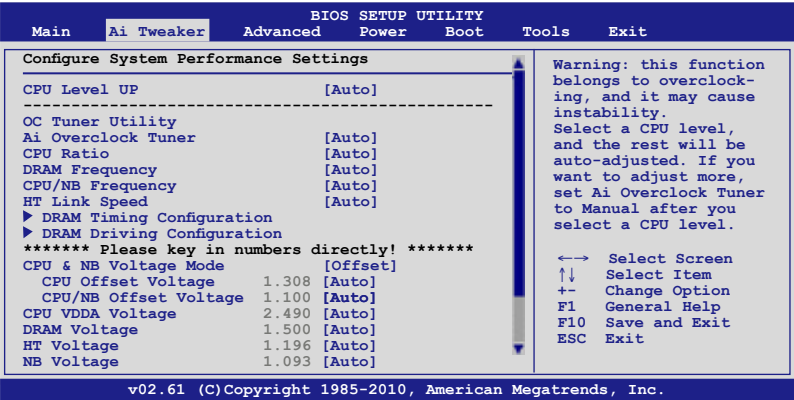 BIOS SETUP UTILITY
Main Ai Tweaker Advanced Power Boot Tools Exit
Configure System Performance Settings
CPU Level UP [Auto]
-------------------------------------------------
OC Tuner Utility
Ai Overclock Tuner [Auto]
CPU Ratio [Auto]
DRAM Frequency [Auto]
CPU/NB Frequency [Auto]
HT Link Speed [Auto]
DRAM Timing Configuration
DRAM Driving Configuration
******* Please key in numbers directly! *******
CPU & NB Voltage Mode [Offset]
CPU Offset Voltage 1.308 [Auto]
CPU/NB Offset Voltage 1.100 [Auto]
CPU VDDA Voltage 2.490 [Auto]
DRAM Voltage 1.500 [Auto]
HT Voltage 1.196 [Auto]
NB Voltage 1.093 [Auto]
Warning: this function
belongs to overclock-
ing, and it may cause
instability.
Select a CPU level,
and the rest will be
auto-adjusted. If you
want to adjust more,
set Ai Overclock Tuner
to Manual after you
select a CPU level.
←→ Select Screen
↑↓ Select Item
+- Change Option
F1 General Help
F10 Save and Exit
ESC Exit
v02.61 (C)Copyright 1985-2010, American Megatrends, Inc.